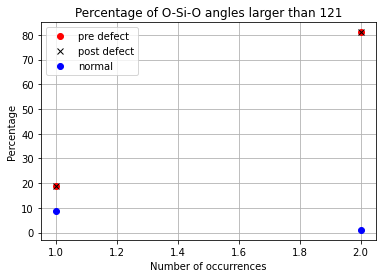 Percentage of O-Si-O angles larger than 121
pre defect
post defect
normal
Percentage
80
70
60
50
40
30
20
10
0
1.0 1.2 1.4 1.6 1.8 2.0
Number of occurrences